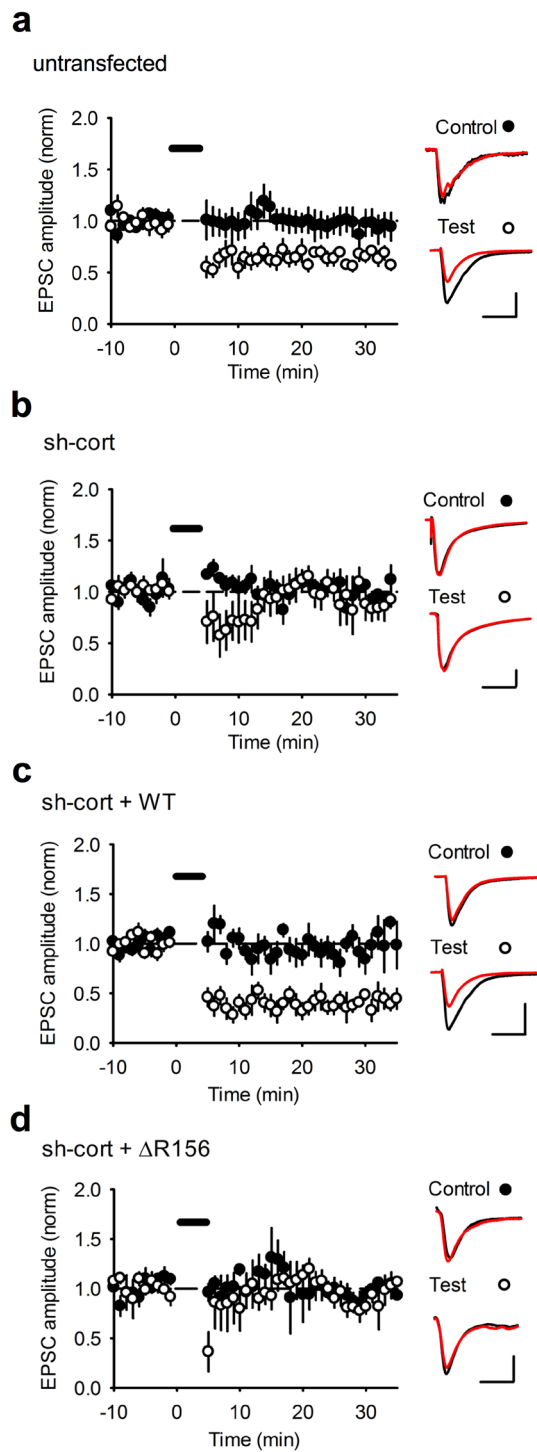 a
untransfected
2.0
1.5
1.0
0.5
0.0
EPSC amplitude (norm)
-10 0 10 20 30
Time (min)
Control
Test
b
sh-cort
2.0
1.5
1.0
0.5
0.0
EPSC amplitude (norm)
-10 0 10 20 30
Time (min)
Control
Test
c
sh-cort + WT
2.0
1.5
1.0
0.5
0.0
EPSC amplitude (norm)
-10 0 10 20 30
Time (min)
Control
Test
d
sh-cort + ΔR156
2.0
1.5
1.0
0.5
0.0
EPSC amplitude (norm)
-10 0 10 20 30
Time (min)
Control
Test